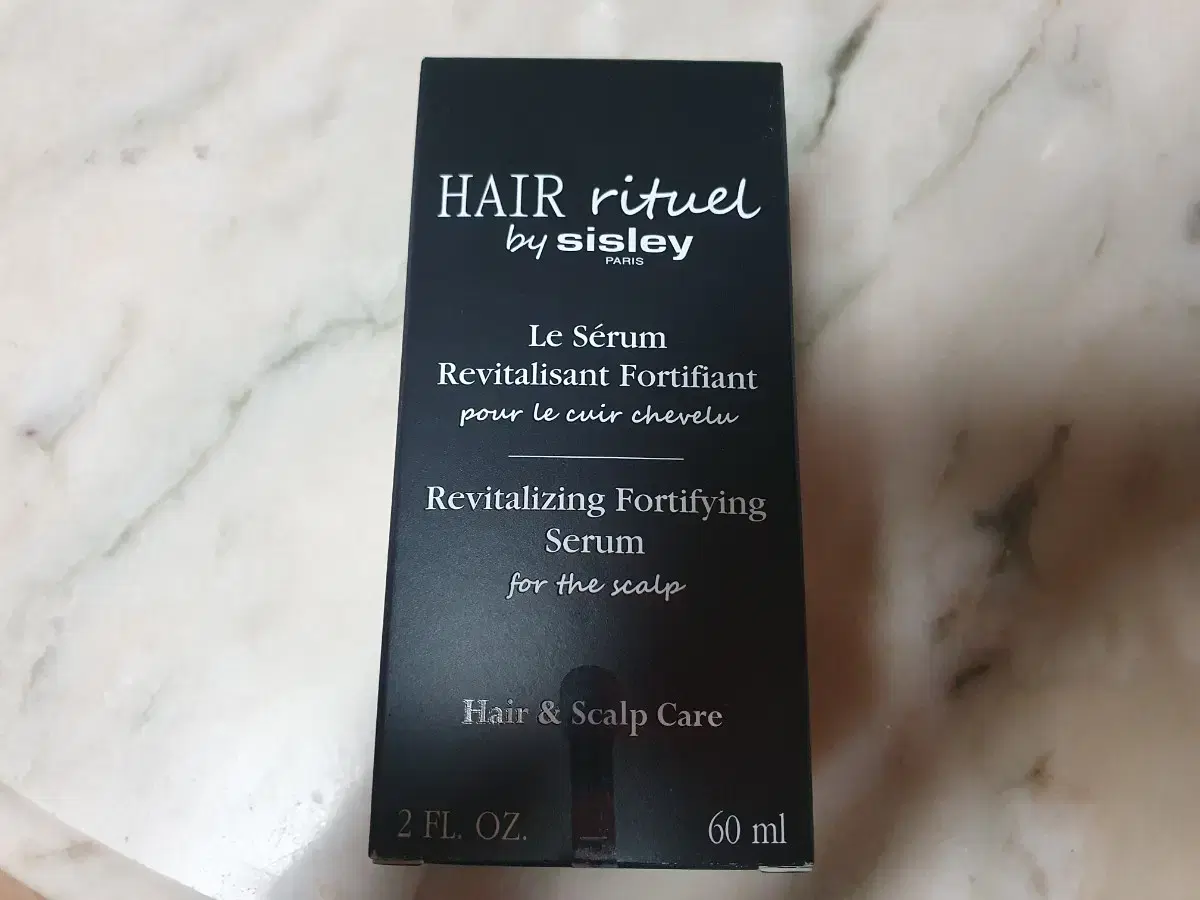 HAIR rituel
by sisley
PARIS
Le Sérum
Revitalisant Fortifiant
pour le cuir chevelu
Revitalizing Fortifying
Serum
for the scalp
Hair & Scalp Care
2 FL. OZ. 60 ml